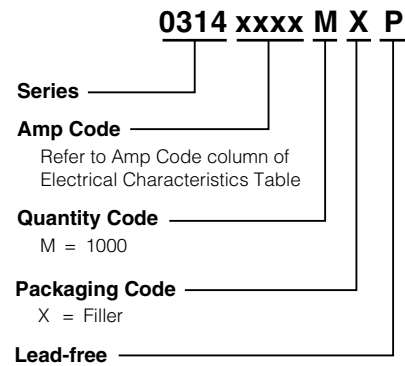 0314 xxxx M X P
Series
Amp Code
Refer to Amp Code column of
Electrical Characteristics Table
Quantity Code
M = 1000
Packaging Code
X = Filler
Lead-free